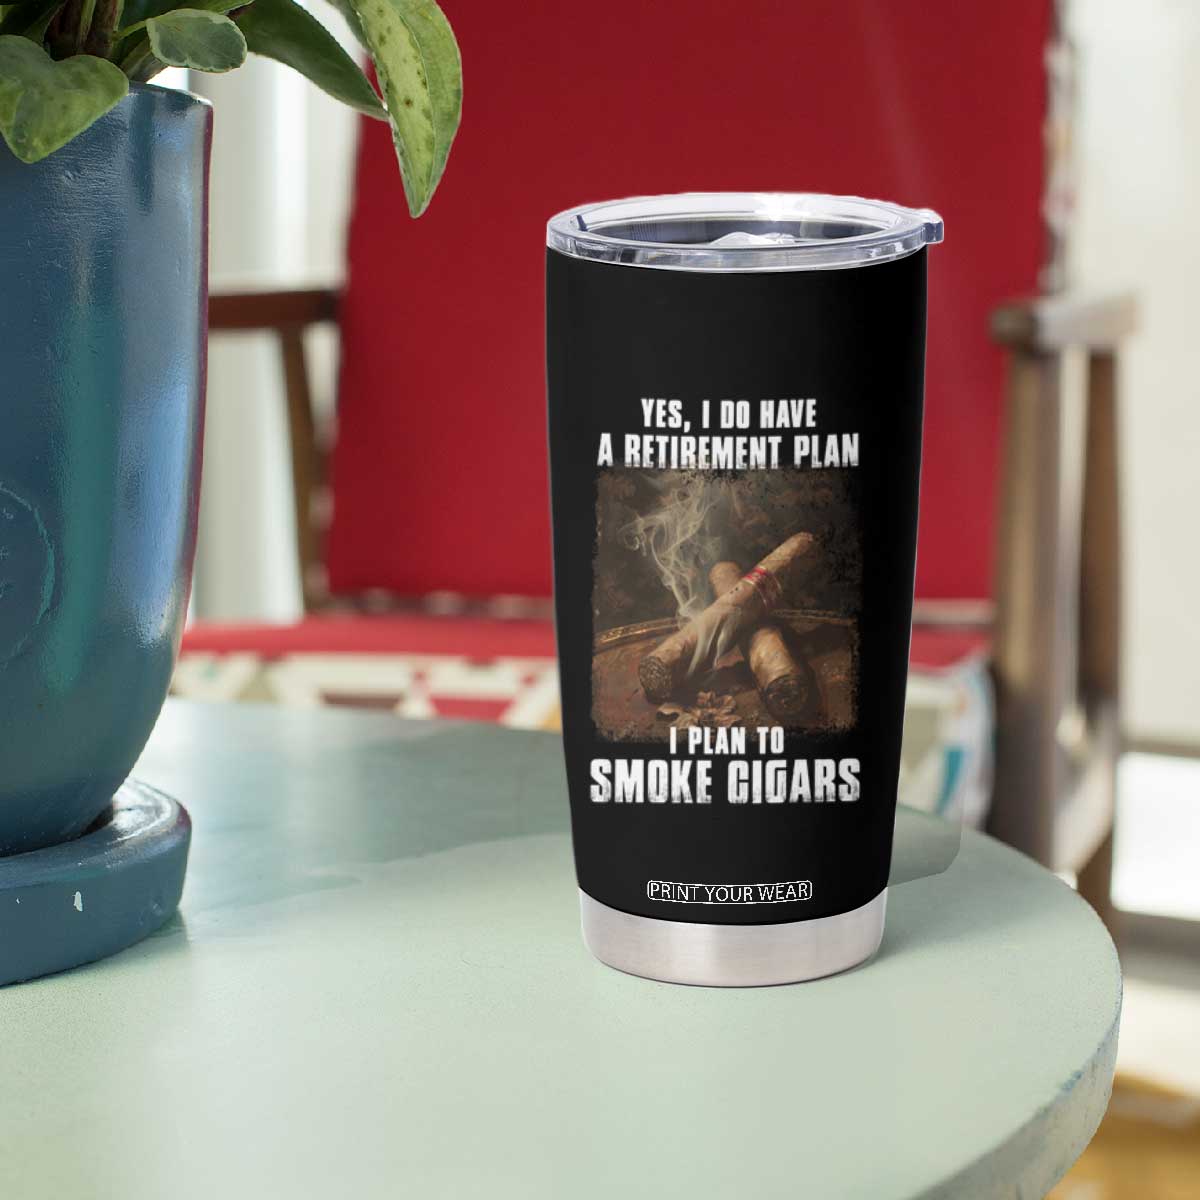 YES, I DO HAVE
A RETIREMENT PLAN
I PLAN TO
SMOKE CIGARS
PRINT YOUR WEAR